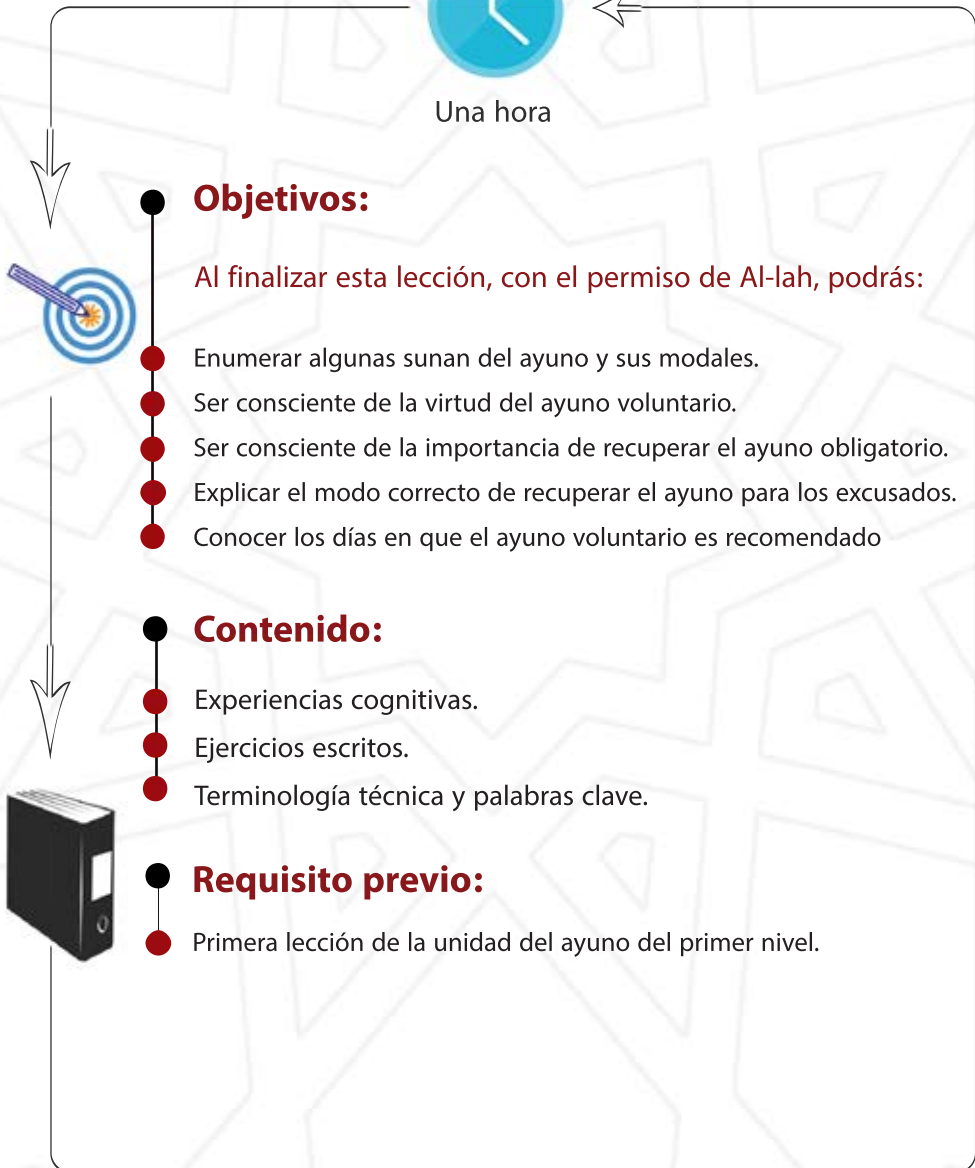 Una hora
Objetivos:
Al finalizar esta lección, con el permiso de Al-lah, podrás:
Enumerar algunas sunan del ayuno y sus modales.
Ser consciente de la virtud del ayuno voluntario.
Ser consciente de la importancia de recuperar el ayuno obligatorio.
Explicar el modo correcto de recuperar el ayuno para los excusados.
Conocer los días en que el ayuno voluntario es recomendado
Contenido:
Experiencias cognitivas.
Ejercicios escritos.
Terminología técnica y palabras clave.
Requisito previo:
Primera lección de la unidad del ayuno del primer nivel.